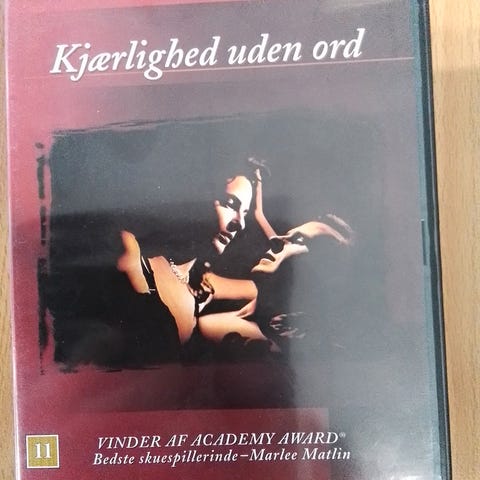 Kjærlighed uden ord
11
VINDER AF ACADEMY AWARD®
Bedste skuespillerinde–Marlee Matlin